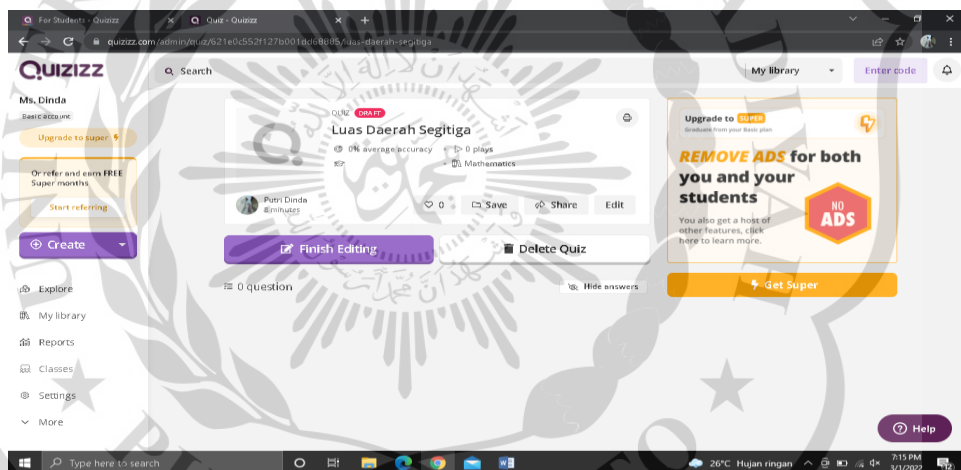 For Students - Quizizz
Quiz - Quizizz
quizizz.com/admin/quiz/621e0c552f127b001dd68885/luas-daerah-segitiga
QUIZIZZ
Search
My library
Enter code
Ms. Dinda
Basic account
Upgrade to super
Or refer and earn FREE
Super months
Start referring
Create
Explore
My library
Reports
Classes
Settings
More
QUIZ DRAFT
Luas Daerah Segitiga
0% average accuracy
0 plays
Mathematics
Putri Dinda
8 minutes
0
Save
Share
Edit
Finish Editing
Delete Quiz
0 question
Hide answers
Upgrade to SUPER
Graduate from your Basic plan
REMOVE ADS for both
you and your
students
You also get a host of
other features, click
here to learn more.
NO
ADS
Get Super
Help
Type here to search
26°C Hujan ringan
7:15 PM
3/1/2022